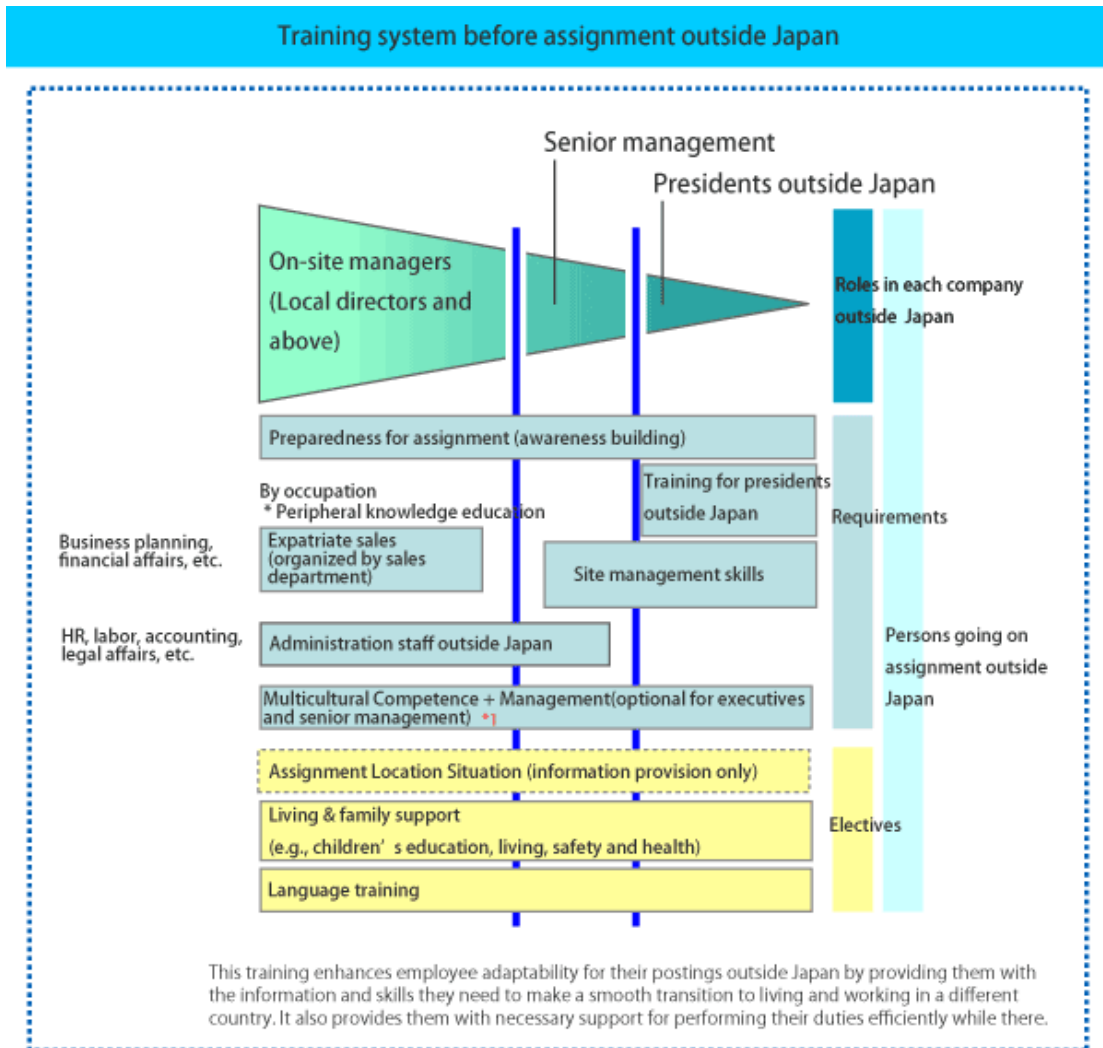 Training system before assignment outside Japan
Senior management
Presidents outside Japan
On-site managers
(Local directors and
above)
Roles in each company
outside Japan
Preparedness for assignment (awareness building)
Training for presidents
outside Japan
By occupation
* Peripheral knowledge education
Requirements
Business planning,
financial affairs, etc.
Expatriate sales
(organized by sales
department)
Site management skills
HR, labor, accounting,
legal affairs, etc.
Administration staff outside Japan
Persons going on
assignment outside
Japan
Multicultural Competence + Management(optional for executives
and senior management) *1
Assignment Location Situation (information provision only)
Living & family support
(e.g., children’s education, living, safety and health)
Electives
Language training
This training enhances employee adaptability for their postings outside Japan by providing them with
the information and skills they need to make a smooth transition to living and working in a different
country. It also provides them with necessary support for performing their duties efficiently while there.